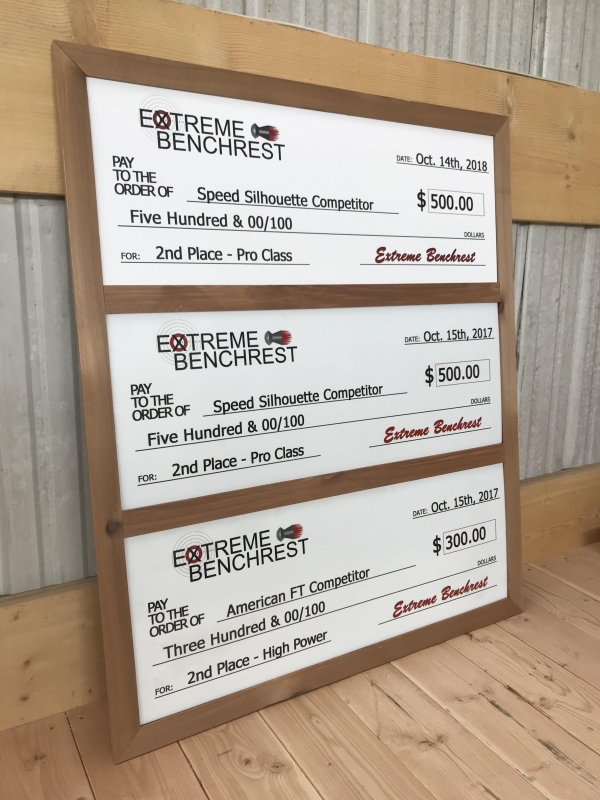 EXTREME
BENCHREST
DATE: Oct. 14th, 2018
PAY
TO THE
ORDER OF Speed Silhouette Competitor $ 500.00
Five Hundred & 00/100 DOLLARS
FOR: 2nd Place - Pro Class Extreme Benchrest
EXTREME
BENCHREST
DATE: Oct. 15th, 2017
PAY
TO THE
ORDER OF Speed Silhouette Competitor $ 500.00
Five Hundred & 00/100 DOLLARS
FOR: 2nd Place - Pro Class Extreme Benchrest
EXTREME
BENCHREST
DATE: Oct. 15th, 2017
PAY
TO THE
ORDER OF American FT Competitor $ 300.00
Three Hundred & 00/100 DOLLARS
FOR: 2nd Place - High Power Extreme Benchrest